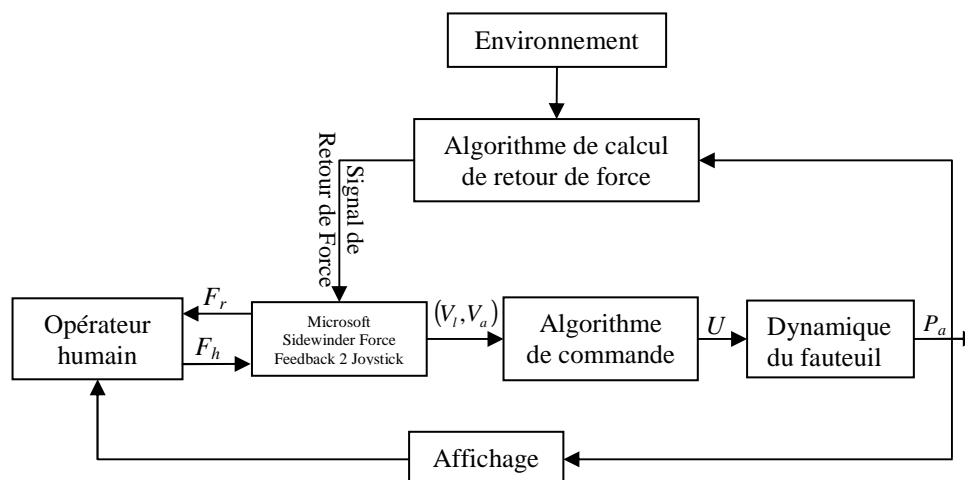 Environnement
Algorithme de calcul
de retour de force
Signal de
Retour de Force
Opérateur
humain
F_r
F_h
Microsoft
Sidewinder Force
Feedback 2 Joystick
(V_l, V_a)
Algorithme
de commande
U
Dynamique
du fauteuil
P_a
Affichage